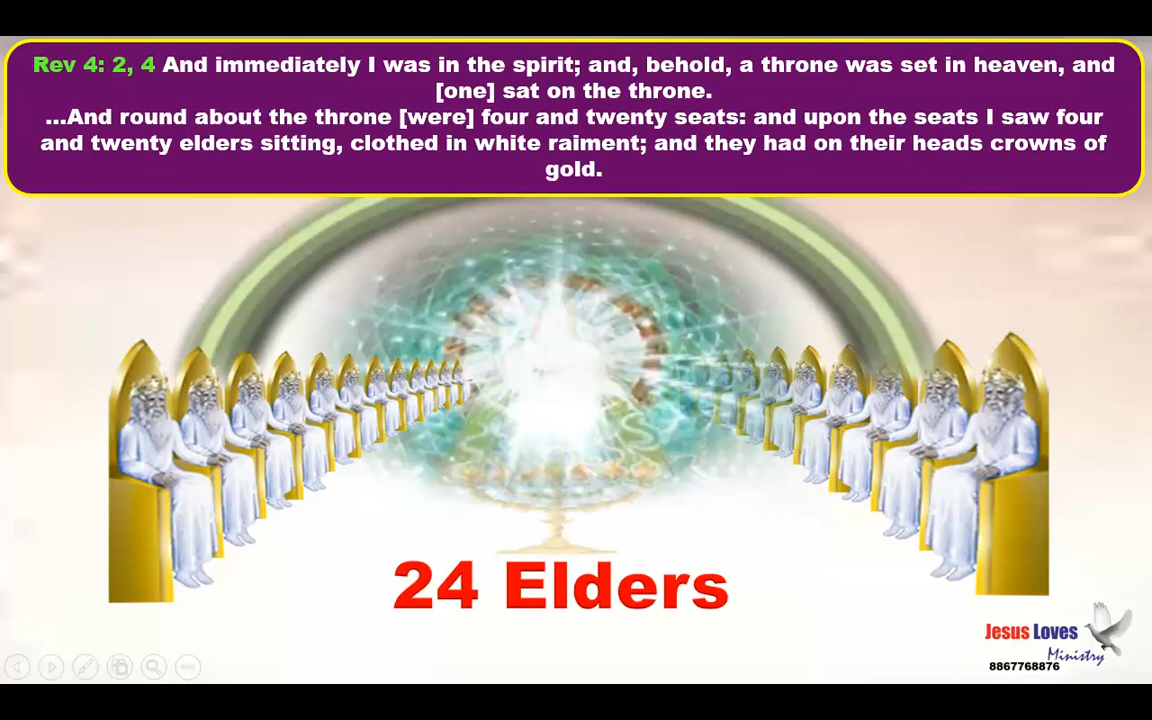 Rev 4: 2, 4 And immediately I was in the spirit; and, behold, a throne was set in heaven, and
[one] sat on the throne.
...And round about the throne [were] four and twenty seats: and upon the seats I saw four
and twenty elders sitting, clothed in white raiment; and they had on their heads crowns of
gold.
24 Elders
Jesus Loves
Ministry
8867768876